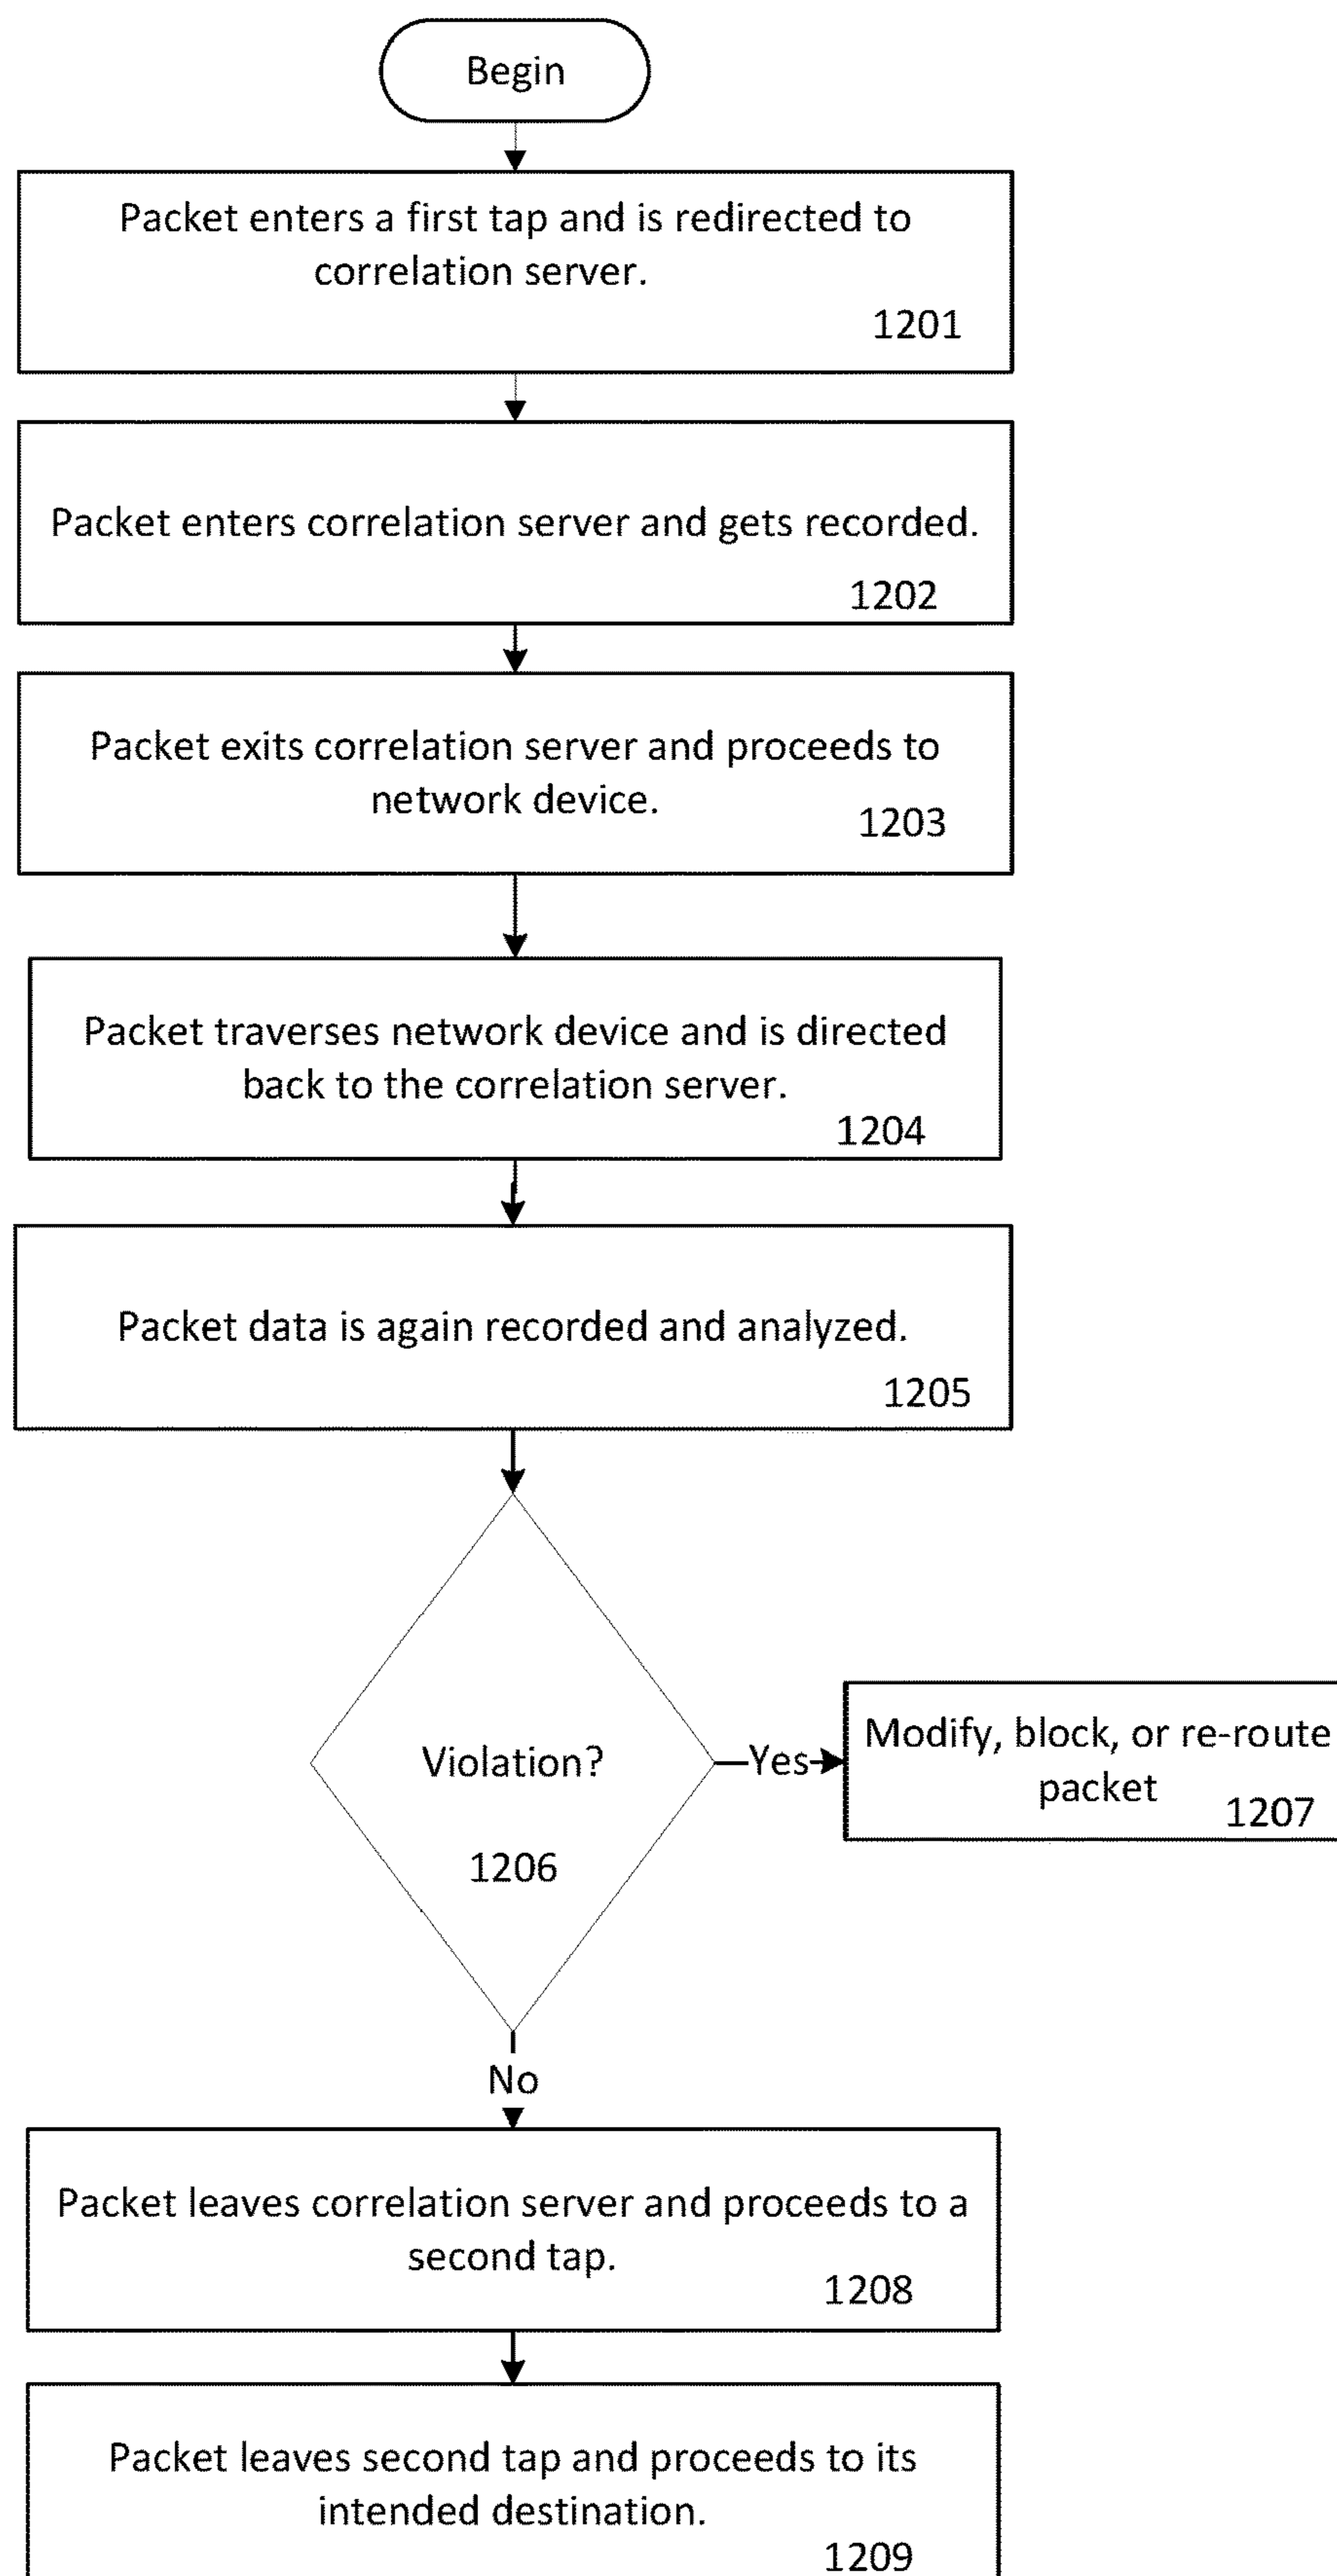 Begin
Packet enters a first tap and is redirected to
correlation server.
1201
Packet enters correlation server and gets recorded.
1202
Packet exits correlation server and proceeds to
network device.
1203
Packet traverses network device and is directed
back to the correlation server.
1204
Packet data is again recorded and analyzed.
1205
Violation?
1206
Yes
Modify, block, or re-route
packet
1207
No
Packet leaves correlation server and proceeds to a
second tap.
1208
Packet leaves second tap and proceeds to its
intended destination.
1209